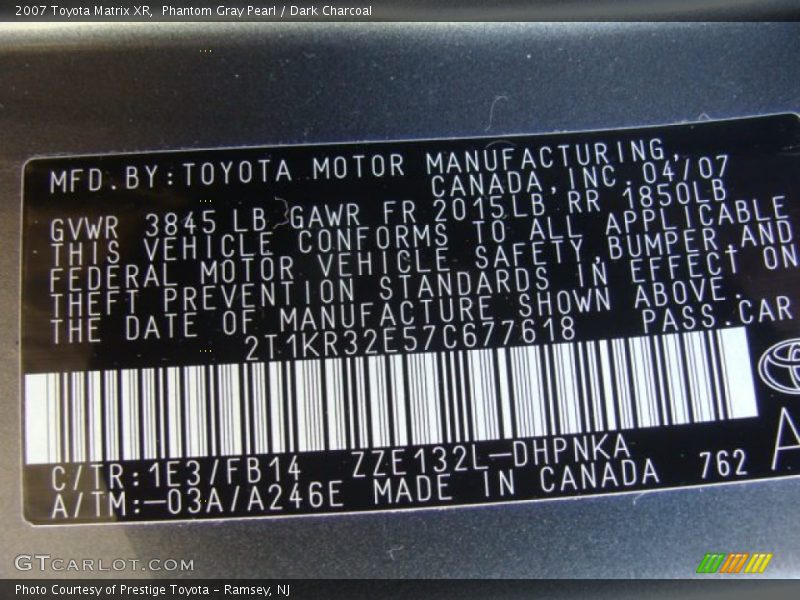 2007 Toyota Matrix XR, Phantom Gray Pearl / Dark Charcoal
MFD.BY:TOYOTA MOTOR MANUFACTURING,
CANADA,INC.04/07
GVWR 3845LB GAWR FR 2015LB RR 1850LB
THIS VEHICLE CONFORMS TO ALL APPLICABLE
FEDERAL MOTOR VEHICLE SAFETY,BUMPER,AND
THEFT PREVENTION STANDARDS IN EFFECT ON
THE DATE OF MANUFACTURE SHOWN ABOVE.
2T1KR32E57C677618 PASS.CAR
C/TR:1E3/FB14 ZZE132L-DHPNKA
A/TM:-03A/A246E MADE IN CANADA 762
A
GTCARLOT.COM
Photo Courtesy of Prestige Toyota - Ramsey, NJ